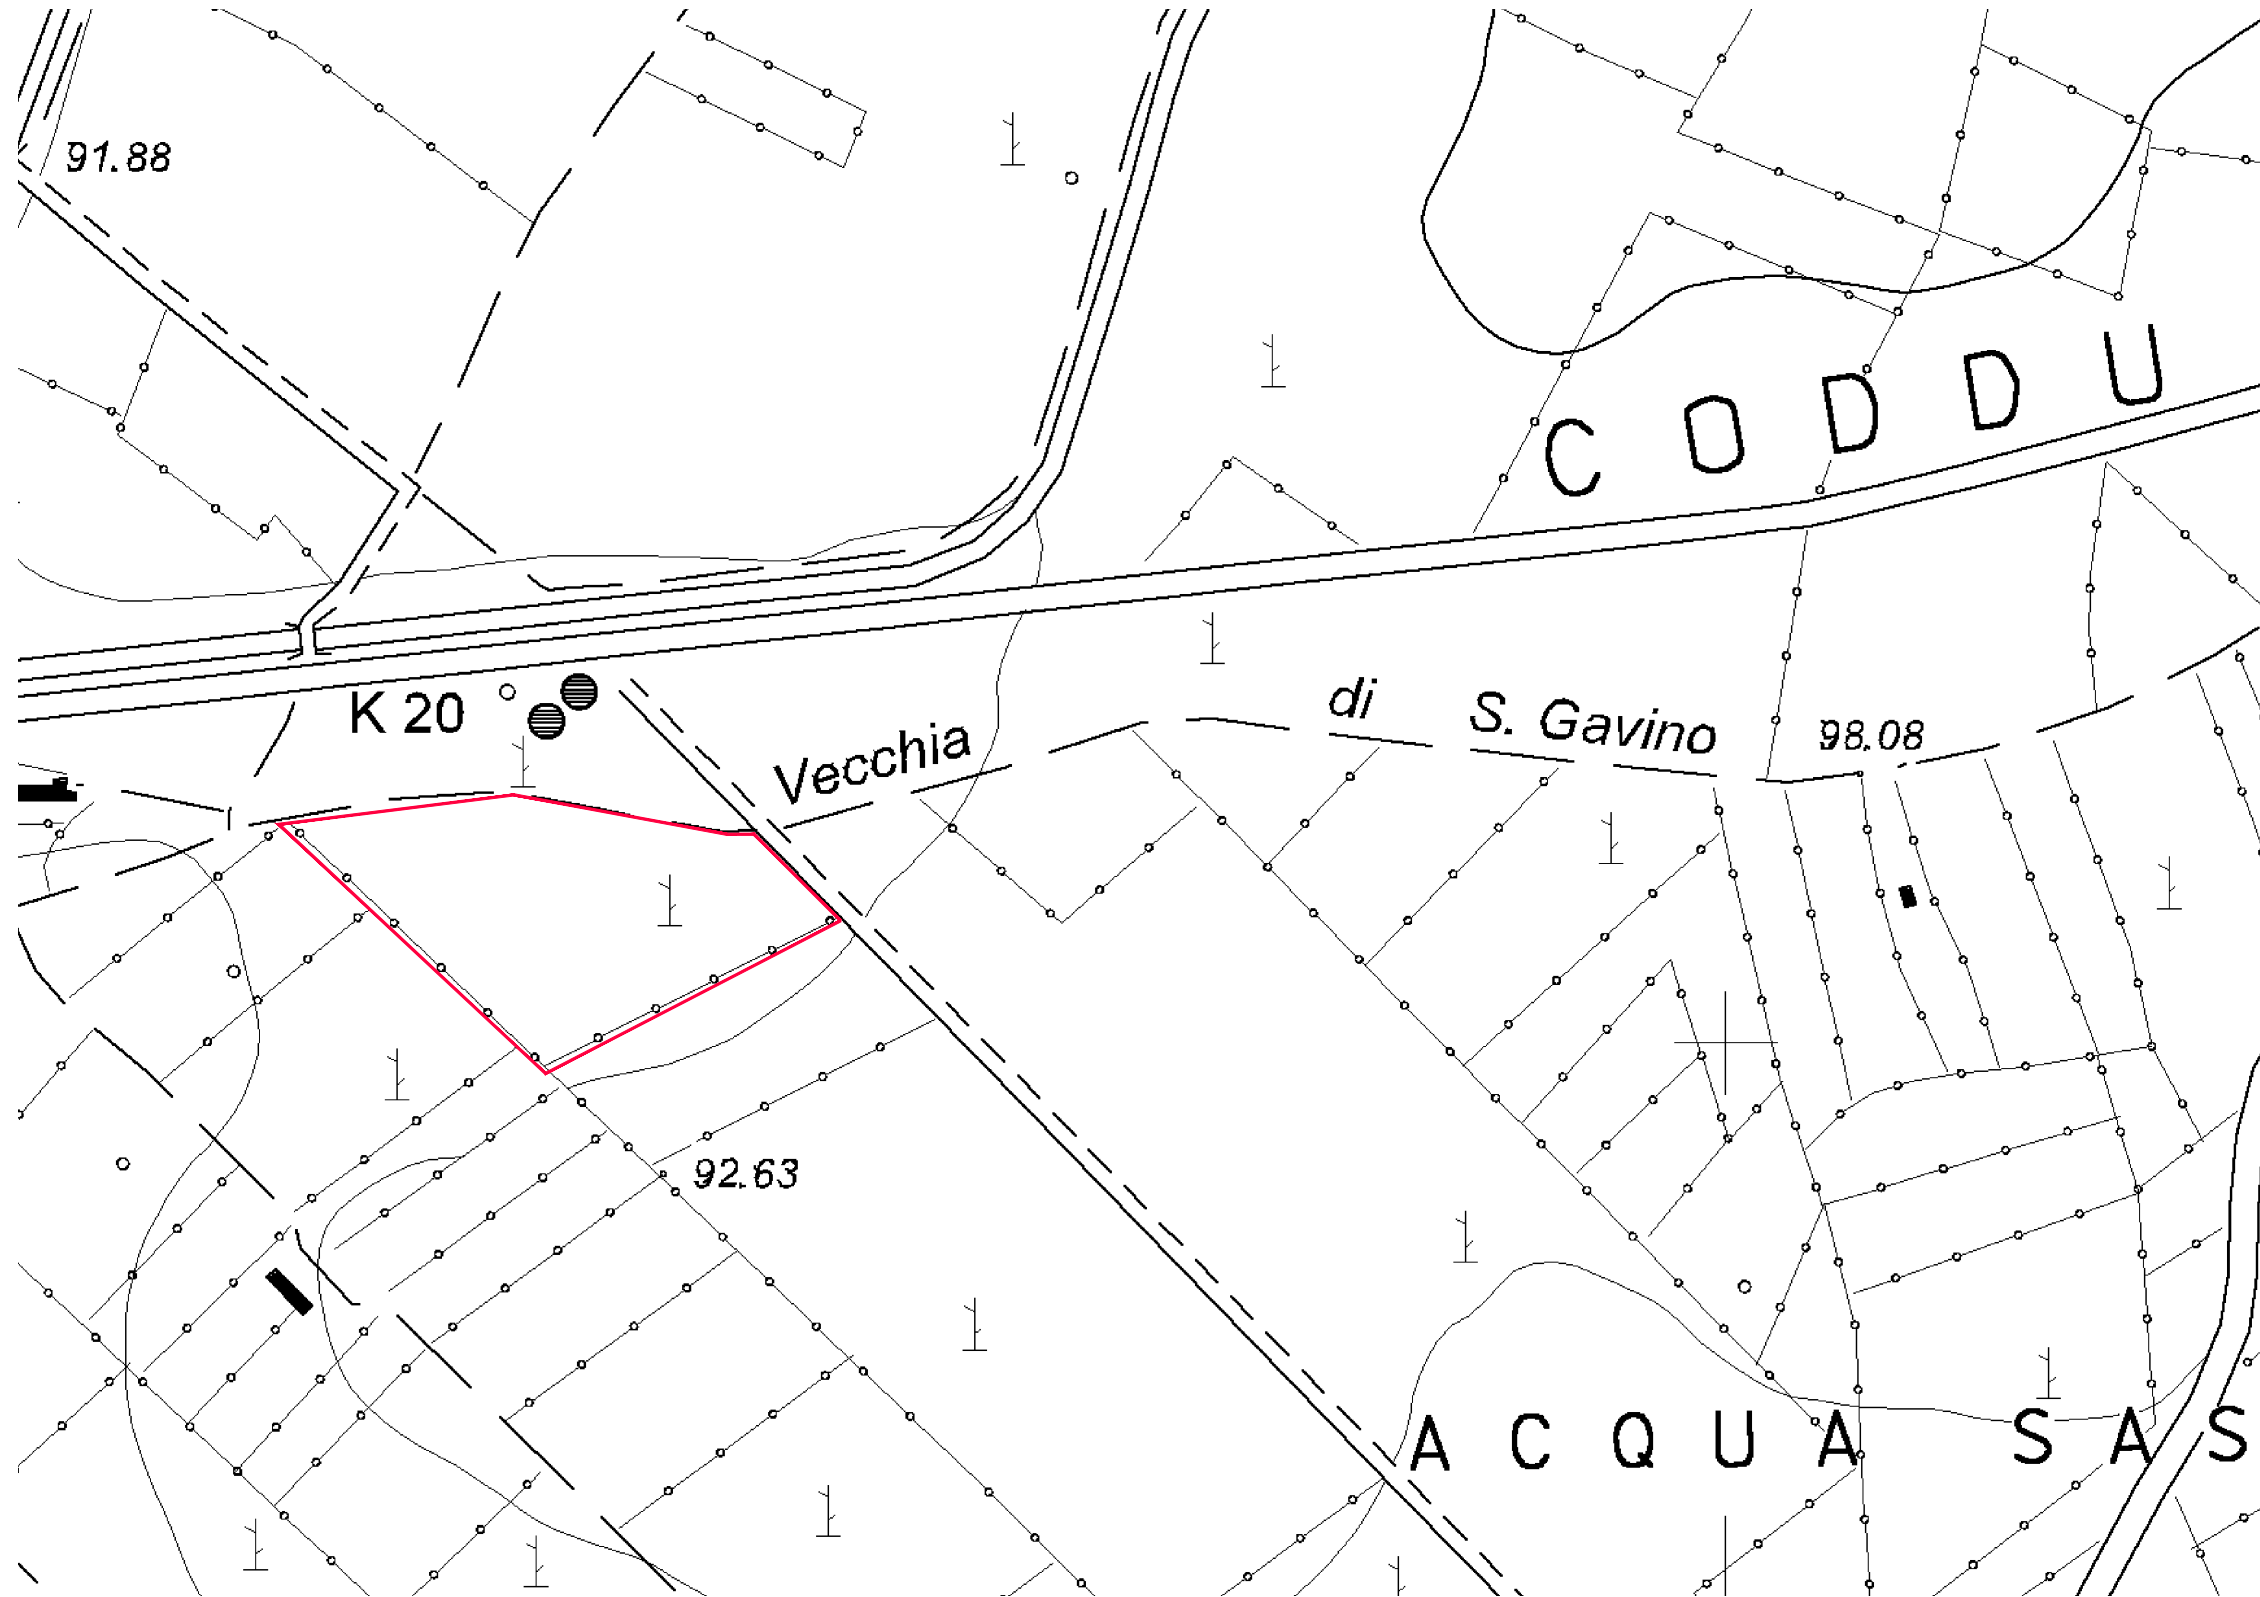 91.88
CODDU
K 20
Vecchia di S. Gavino
98.08
92.63
ACQUA SAS